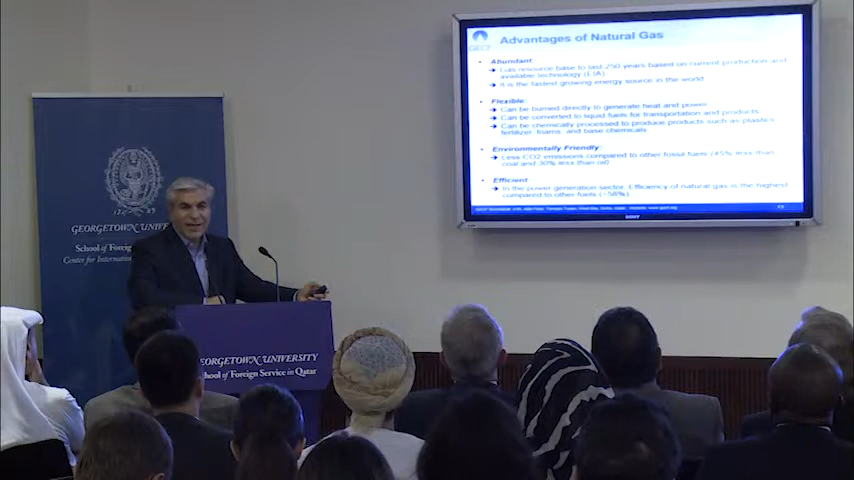 GECF
Advantages of Natural Gas
• Abundant:
➔ Gas resource base to last 250 years based on current production and
available technology (EIA)
➔ It is the fastest growing energy source in the world
• Flexible:
➔ Can be burned directly to generate heat and power
➔ Can be converted to liquid fuels for transportation and products
➔ Can be chemically processed to produce products such as plastics
fertilizer foams and base chemicals
• Environmentally Friendly:
➔ Less CO2 emissions compared to other fossil fuels (45% less than
coal and 30% less than oil)
• Efficient
➔ In the power generation sector. Efficiency of natural gas is the highest
compared to other fuels (~58%)
SONY
GEORGETOWN UNIVE
School of Foreig
Center for Internation
GEORGETOWN UNIVERSITY
School of Foreign Service in Qatar